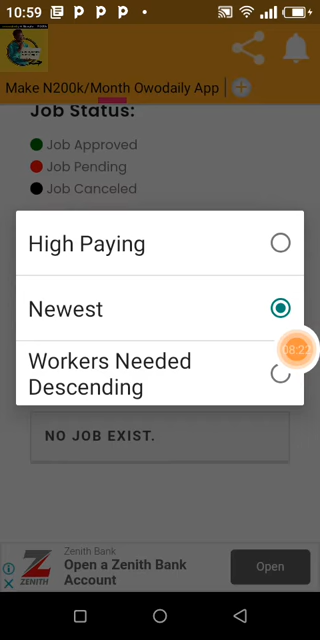 10:59
Make N200k/Month Owodaily App
Job Status:
Job Approved
Job Pending
Job Canceled
High Paying
Newest
08:22
Workers Needed
Descending
NO JOB EXIST.
Zenith Bank
Open a Zenith Bank
Account
Open
ZENITH